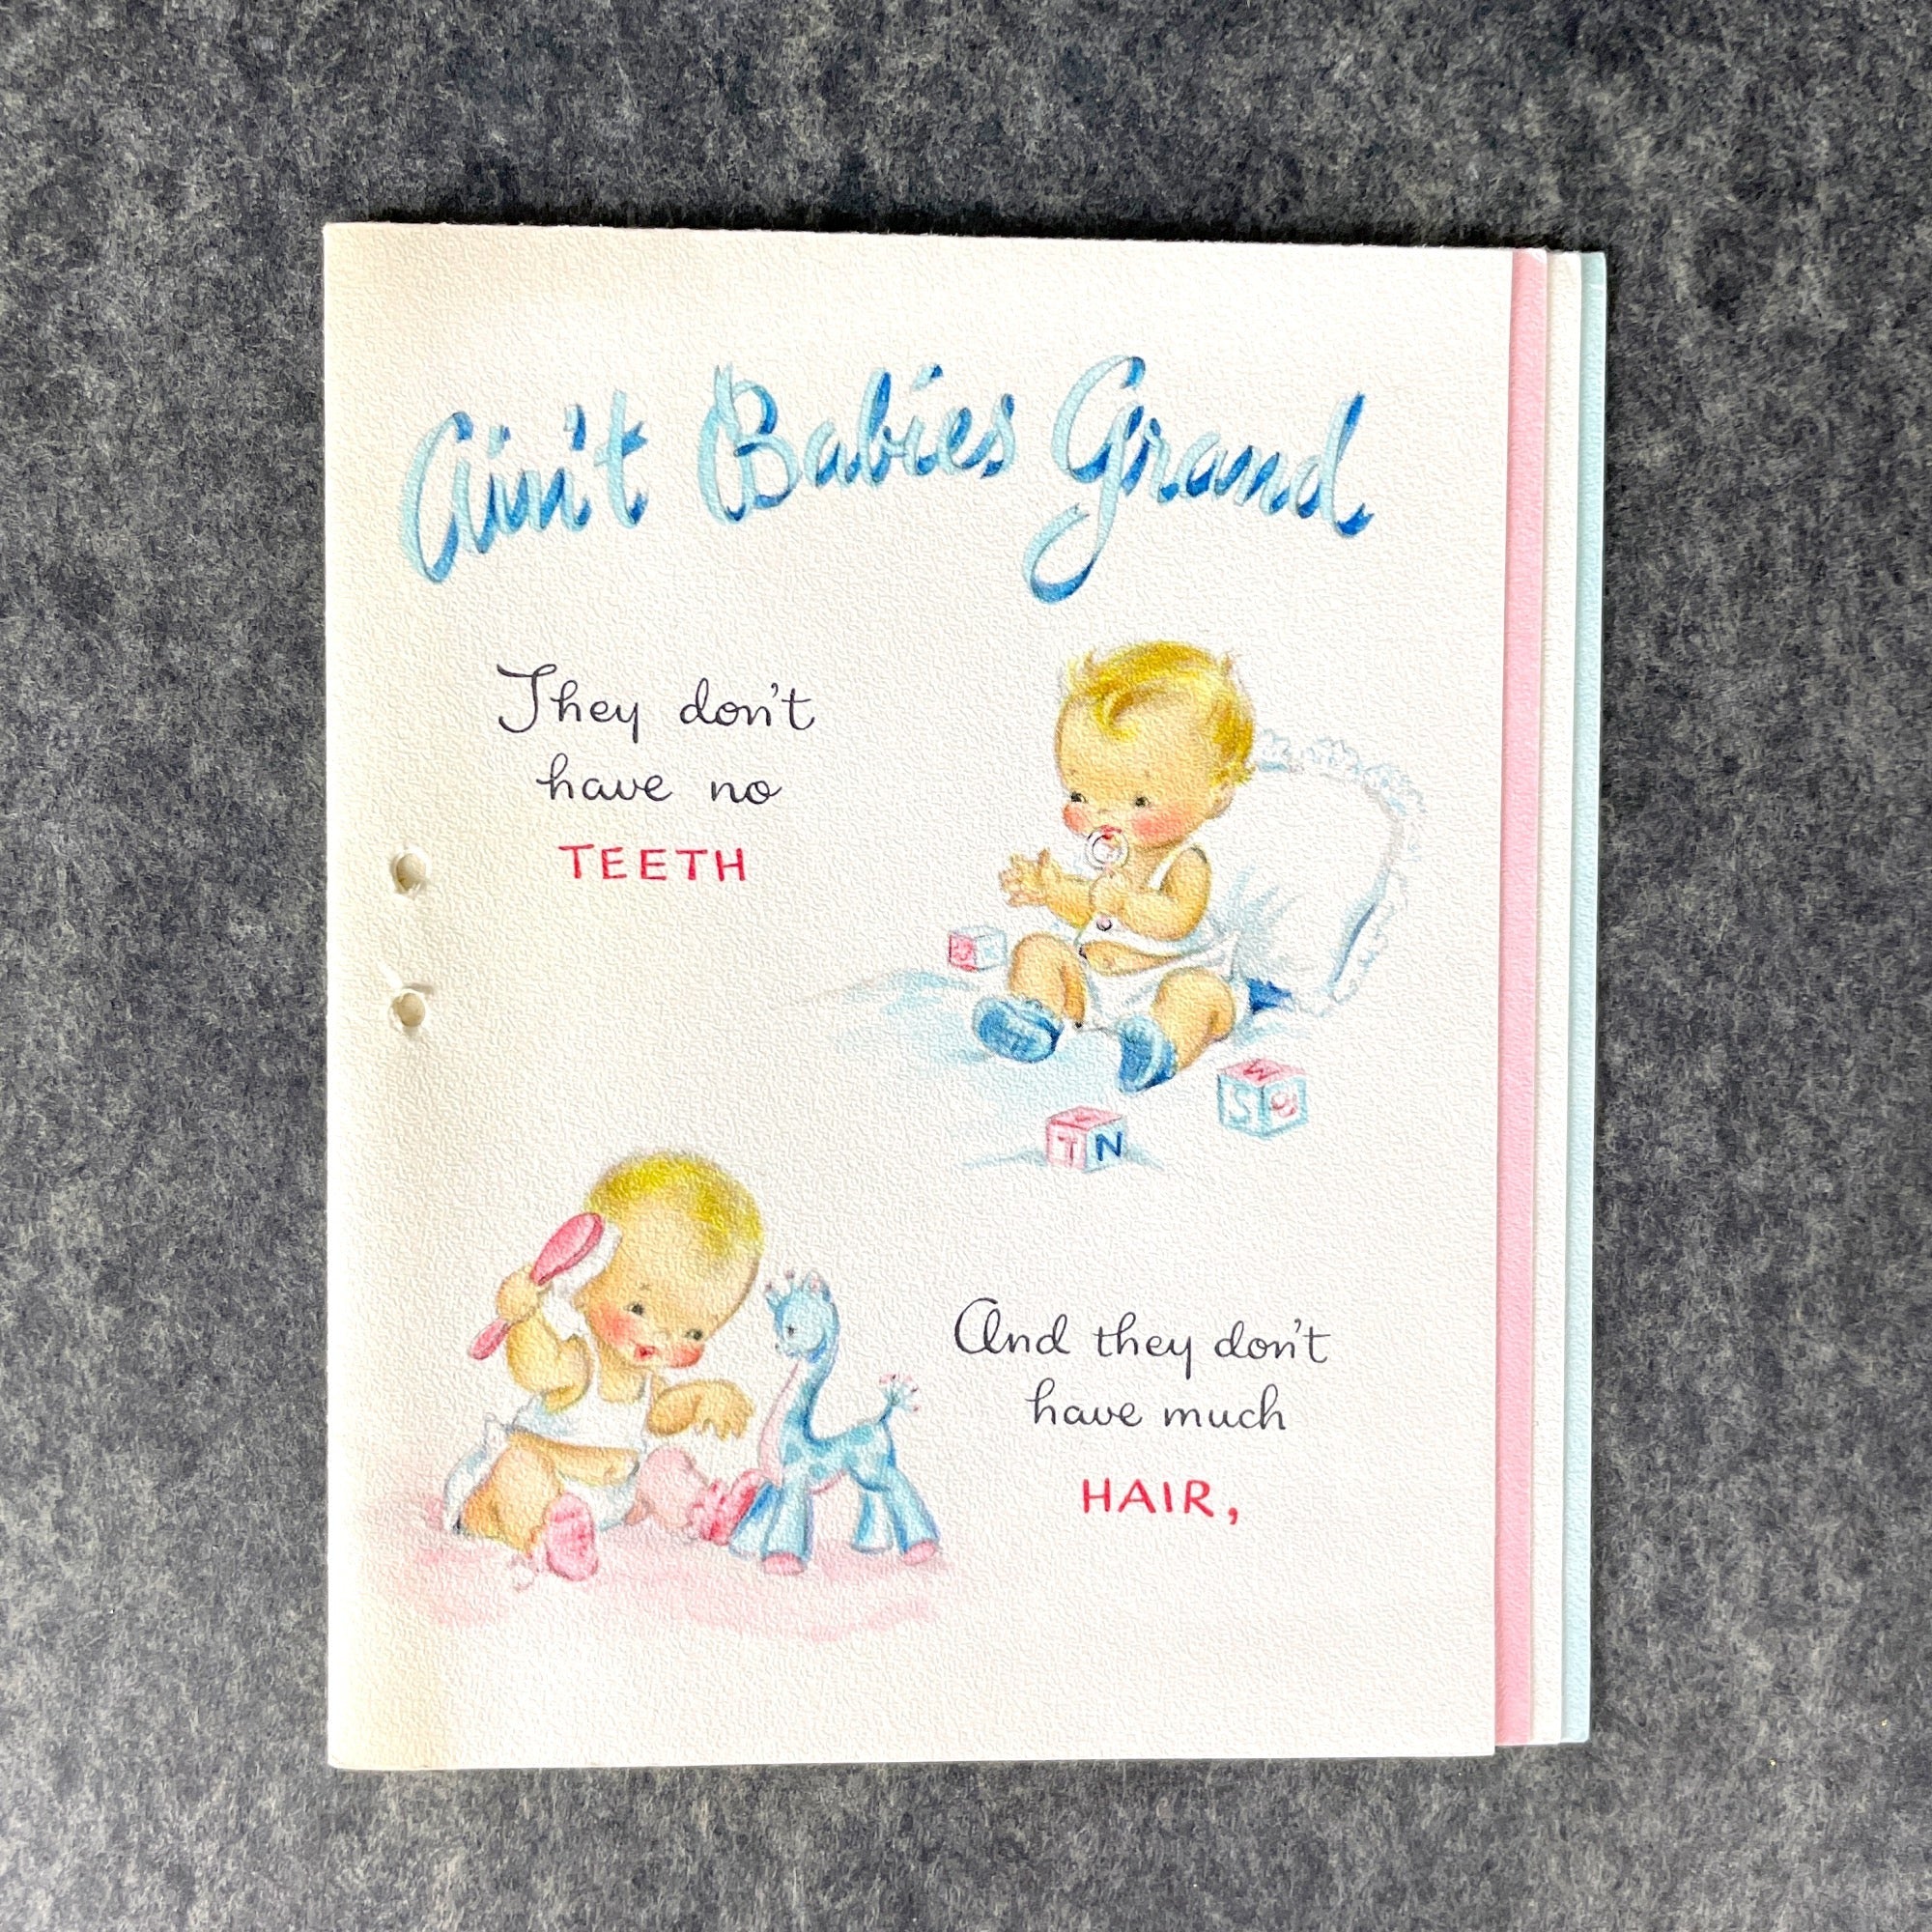 Ain't Babies Grand
They don't
have no
TEETH
T N
W
S
And they don't
have much
HAIR,